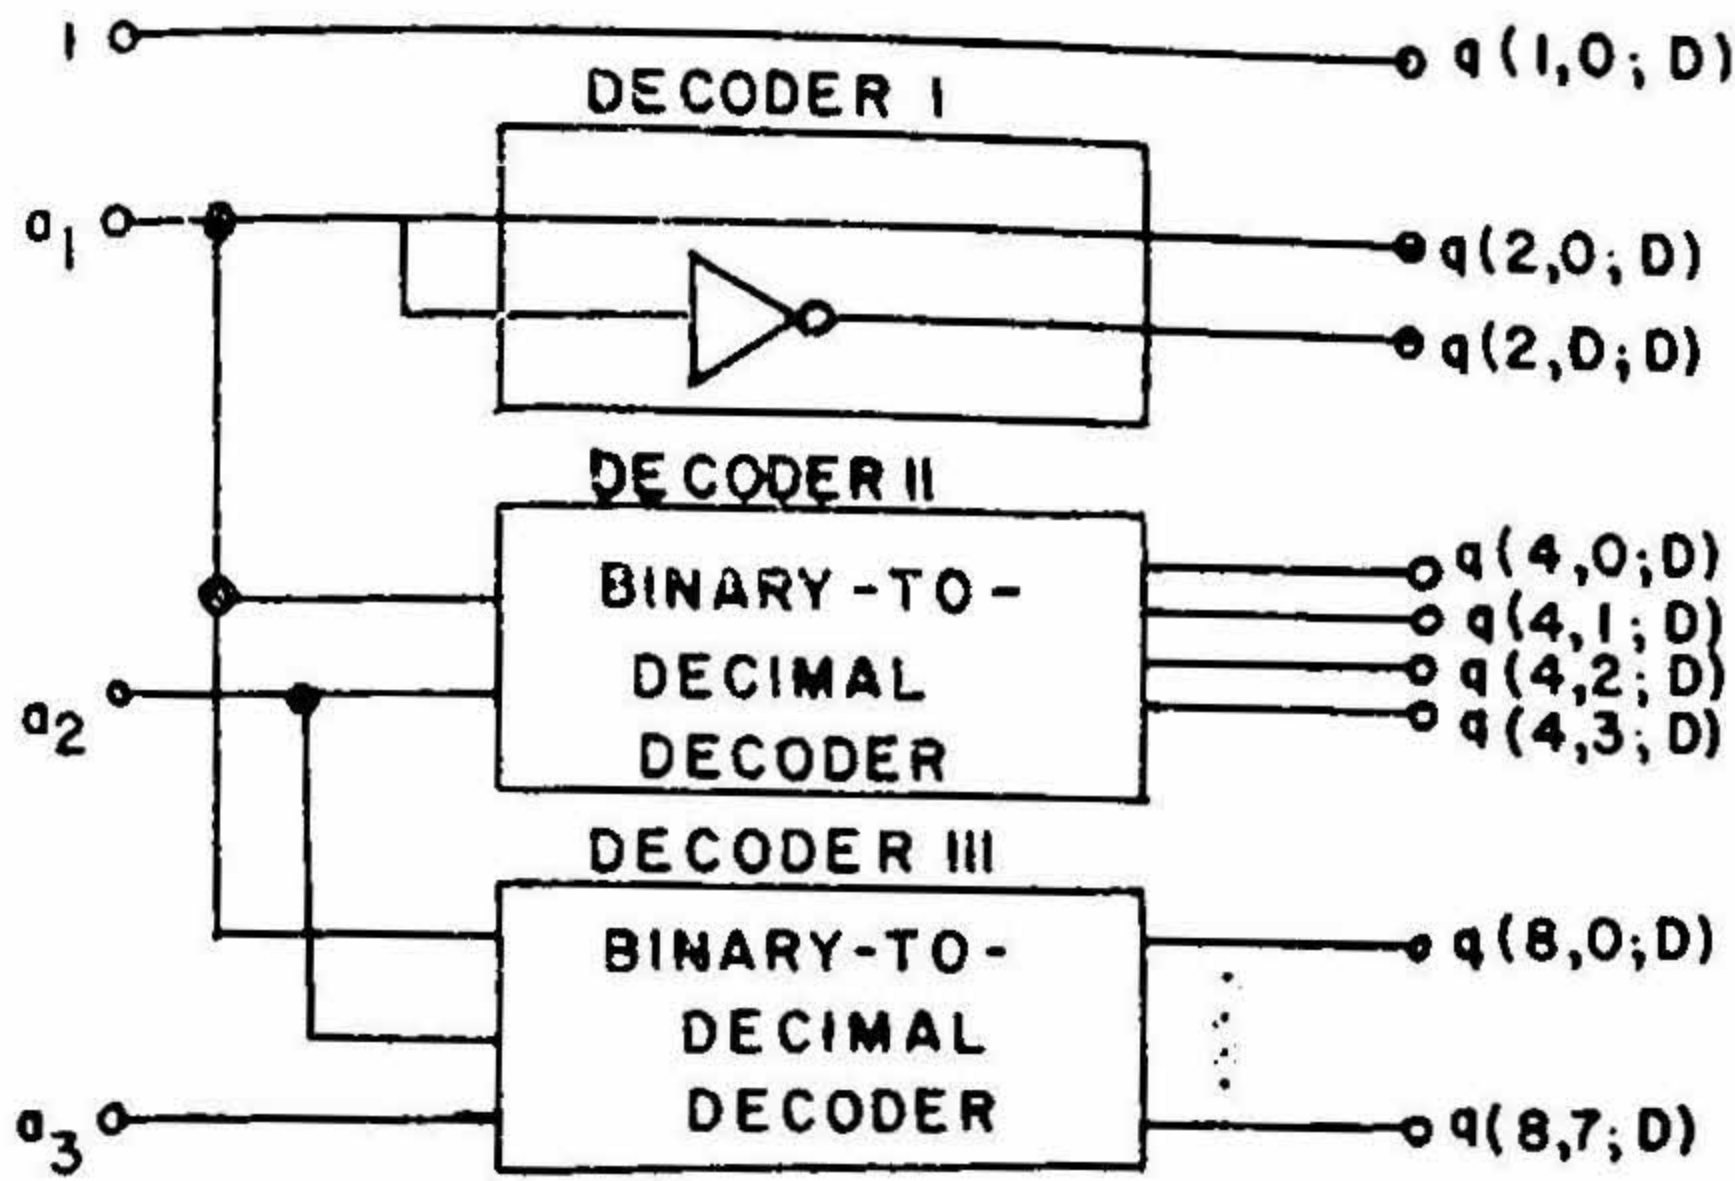 1
q(1,0;D)
DECODER I
a1
q(2,0;D)
q(2,D;D)
DECODER II
BINARY-TO-
DECIMAL
DECODER
q(4,0;D)
q(4,1;D)
q(4,2;D)
q(4,3;D)
a2
DECODER III
BINARY-TO-
DECIMAL
DECODER
q(8,0;D)
q(8,7;D)
a3